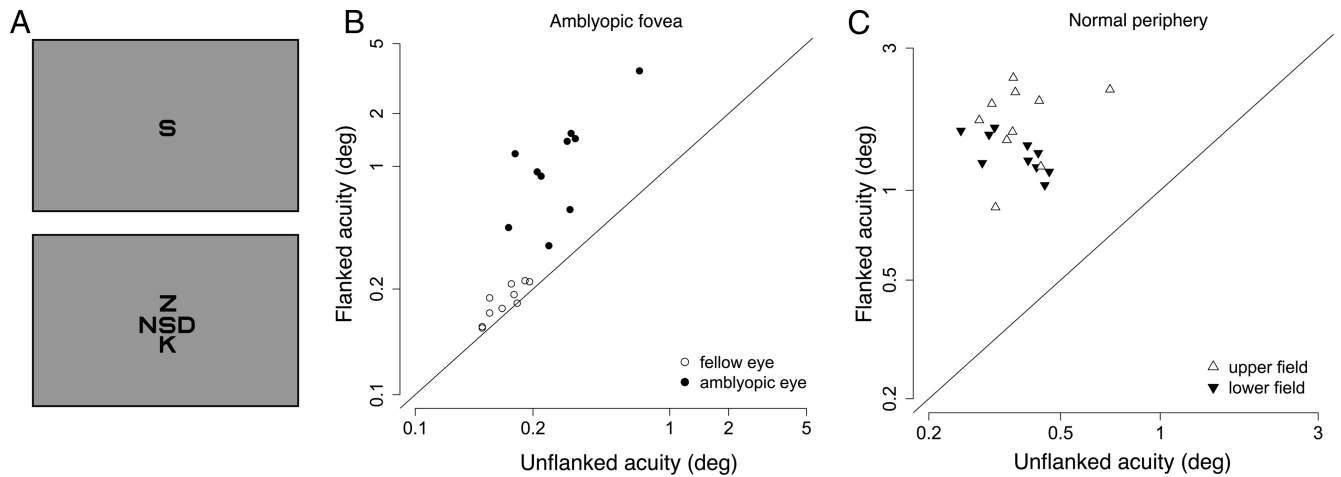 A
S
Z
NSD
K
B
Amblyopic fovea
Flanked acuity (deg)
5
2
1
0.2
0.1
fellow eye
amblyopic eye
0.1 0.2 1 2 5
Unflanked acuity (deg)
C
Normal periphery
Flanked acuity (deg)
3
1
0.5
0.2
upper field
lower field
0.2 0.5 1 3
Unflanked acuity (deg)